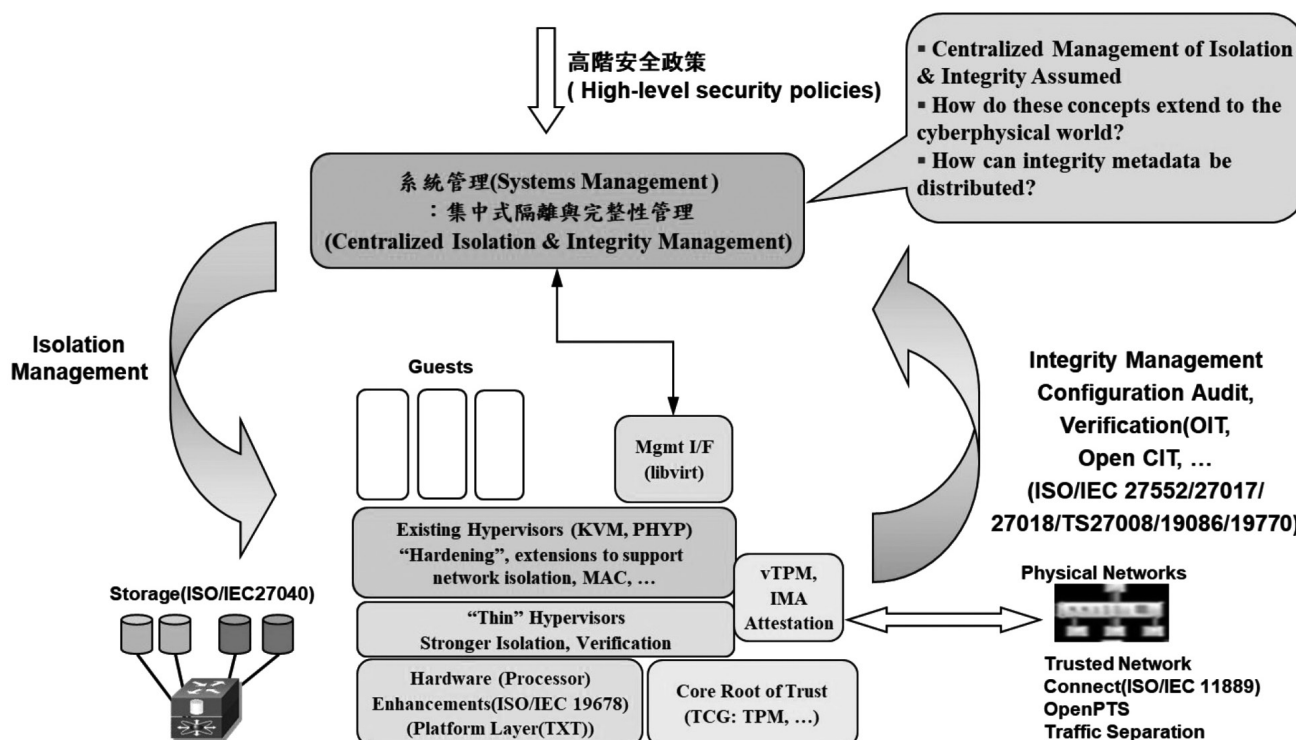 高階安全政策
( High-level security policies)
▪ Centralized Management of Isolation
& Integrity Assumed
▪ How do these concepts extend to the
cyberphysical world?
▪ How can integrity metadata be
distributed?
系統管理(Systems Management)
：集中式隔離與完整性管理
(Centralized Isolation & Integrity Management)
Isolation
Management
Guests
Mgmt I/F
(libvirt)
Integrity Management
Configuration Audit,
Verification(OIT,
Open CIT, …
(ISO/IEC 27552/27017/
27018/TS27008/19086/19770)
Existing Hypervisors (KVM, PHYP)
“Hardening”, extensions to support
network isolation, MAC, …
vTPM,
IMA
Attestation
“Thin” Hypervisors
Stronger Isolation, Verification
Hardware (Processor)
Enhancements(ISO/IEC 19678)
(Platform Layer(TXT))
Core Root of Trust
(TCG: TPM, …)
Storage(ISO/IEC27040)
Physical Networks
Trusted Network
Connect(ISO/IEC 11889)
OpenPTS
Traffic Separation